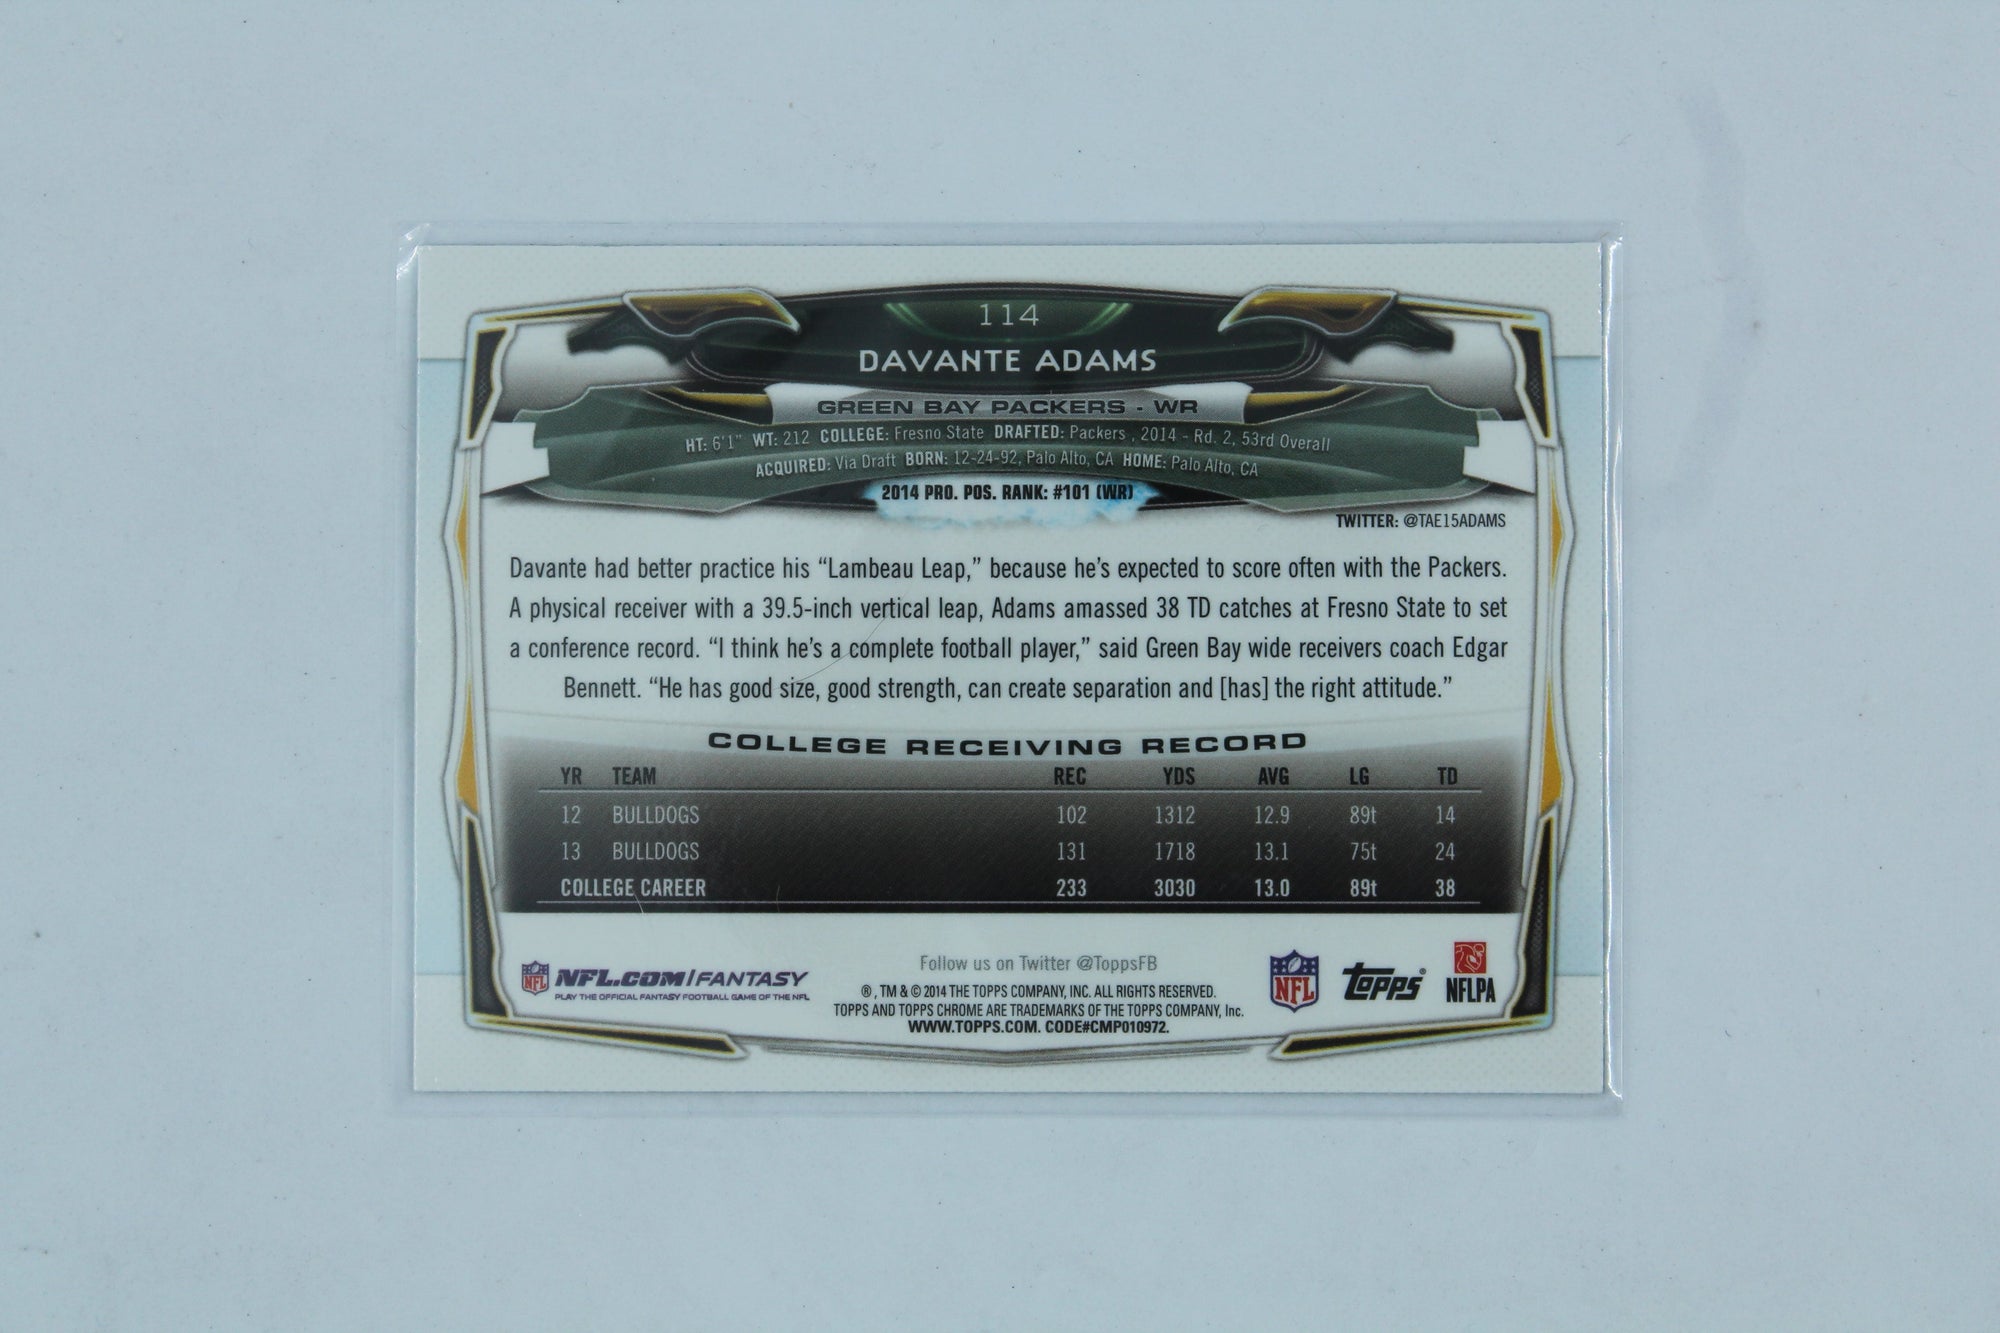 114
DAVANTE ADAMS
GREEN BAY PACKERS - WR
HT: 6'1" WT: 212 COLLEGE: Fresno State DRAFTED: Packers , 2014 - Rd. 2, 53rd Overall
ACQUIRED: Via Draft BORN: 12-24-92, Palo Alto, CA HOME: Palo Alto, CA
2014 PRO. POS. RANK: #101 (WR)
TWITTER: @TAE15ADAMS
Davante had better practice his “Lambeau Leap,” because he’s expected to score often with the Packers.
A physical receiver with a 39.5-inch vertical leap, Adams amassed 38 TD catches at Fresno State to set
a conference record. “I think he’s a complete football player,” said Green Bay wide receivers coach Edgar
Bennett. “He has good size, good strength, can create separation and [has] the right attitude.”
COLLEGE RECEIVING RECORD
YR TEAM REC YDS AVG LG TD
12 BULLDOGS 102 1312 12.9 89t 14
13 BULLDOGS 131 1718 13.1 75t 24
COLLEGE CAREER 233 3030 13.0 89t 38
NFL NFL.COM/FANTASY
PLAY THE OFFICIAL FANTASY FOOTBALL GAME OF THE NFL
Follow us on Twitter @ToppsFB
®, TM & © 2014 THE TOPPS COMPANY, INC. ALL RIGHTS RESERVED.
TOPPS AND TOPPS CHROME ARE TRADEMARKS OF THE TOPPS COMPANY, Inc.
WWW.TOPPS.COM. CODE#CMP010972.
NFL Topps® NFLPA